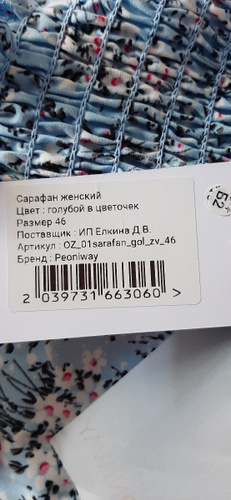 Сарафан женский
Цвет : голубой в цветочек
Размер 46
Поставщик : ИП Елкина Д.В.
Артикул : OZ_01sarafan_gol_zv_46
Бренд : Peoniway
2 039731 663060 >